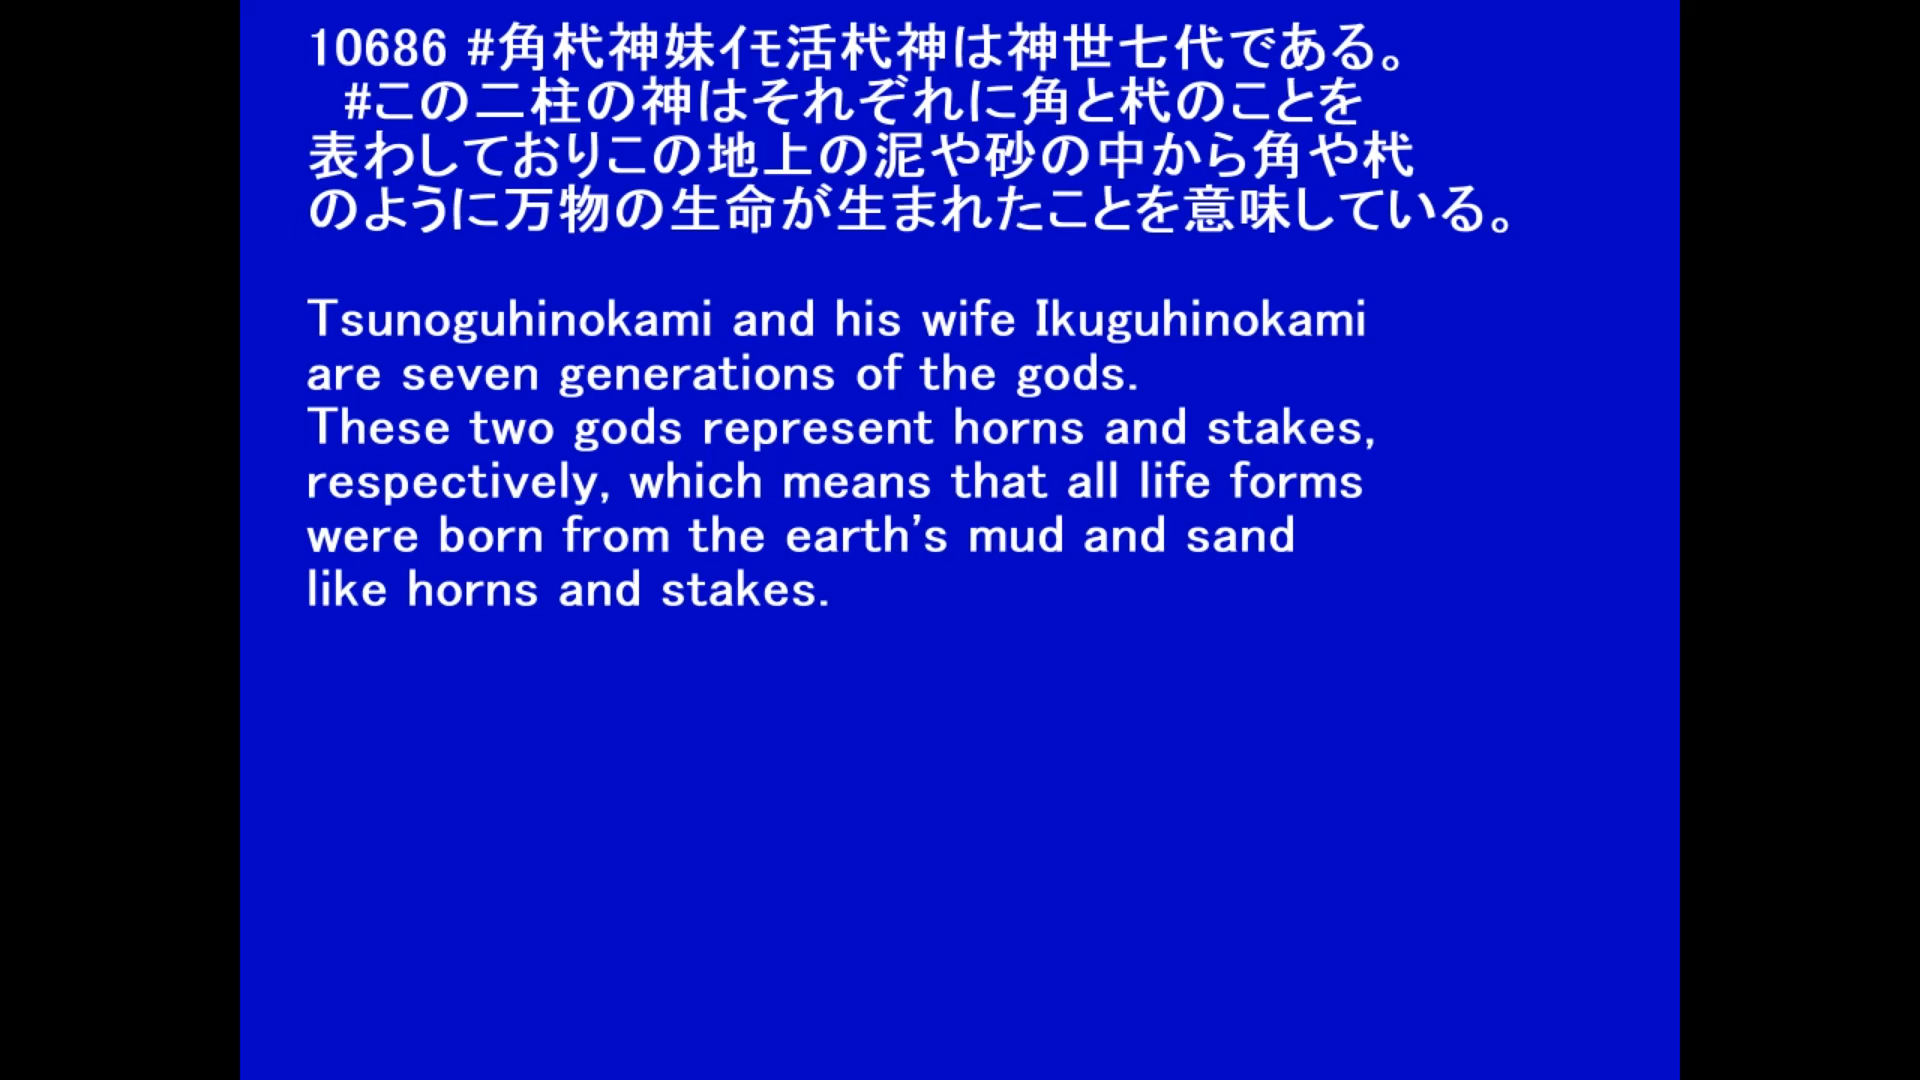 10686 #角杙神妹ｲﾓ活杙神は神世七代である。
#この二柱の神はそれぞれに角と杙のことを
表わしておりこの地上の泥や砂の中から角や杙
のように万物の生命が生まれたことを意味している。
Tsunoguhinokami and his wife Ikuguhinokami
are seven generations of the gods.
These two gods represent horns and stakes,
respectively, which means that all life forms
were born from the earth's mud and sand
like horns and stakes.